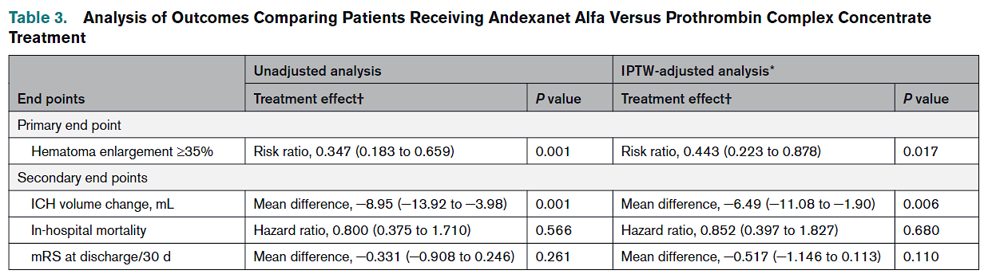 Table 3. Analysis of Outcomes Comparing Patients Receiving Andexanet Alfa Versus Prothrombin Complex Concentrate
Treatment
Unadjusted analysis IPTW-adjusted analysis*
End points Treatment effect† P value Treatment effect† P value
Primary end point
Hematoma enlargement ≥35% Risk ratio, 0.347 (0.183 to 0.659) 0.001 Risk ratio, 0.443 (0.223 to 0.878) 0.017
Secondary end points
ICH volume change, mL Mean difference, −8.95 (−13.92 to −3.98) 0.001 Mean difference, −6.49 (−11.08 to −1.90) 0.006
In-hospital mortality Hazard ratio, 0.800 (0.375 to 1.710) 0.566 Hazard ratio, 0.852 (0.397 to 1.827) 0.680
mRS at discharge/30 d Mean difference, −0.331 (−0.908 to 0.246) 0.261 Mean difference, −0.517 (−1.146 to 0.113) 0.110